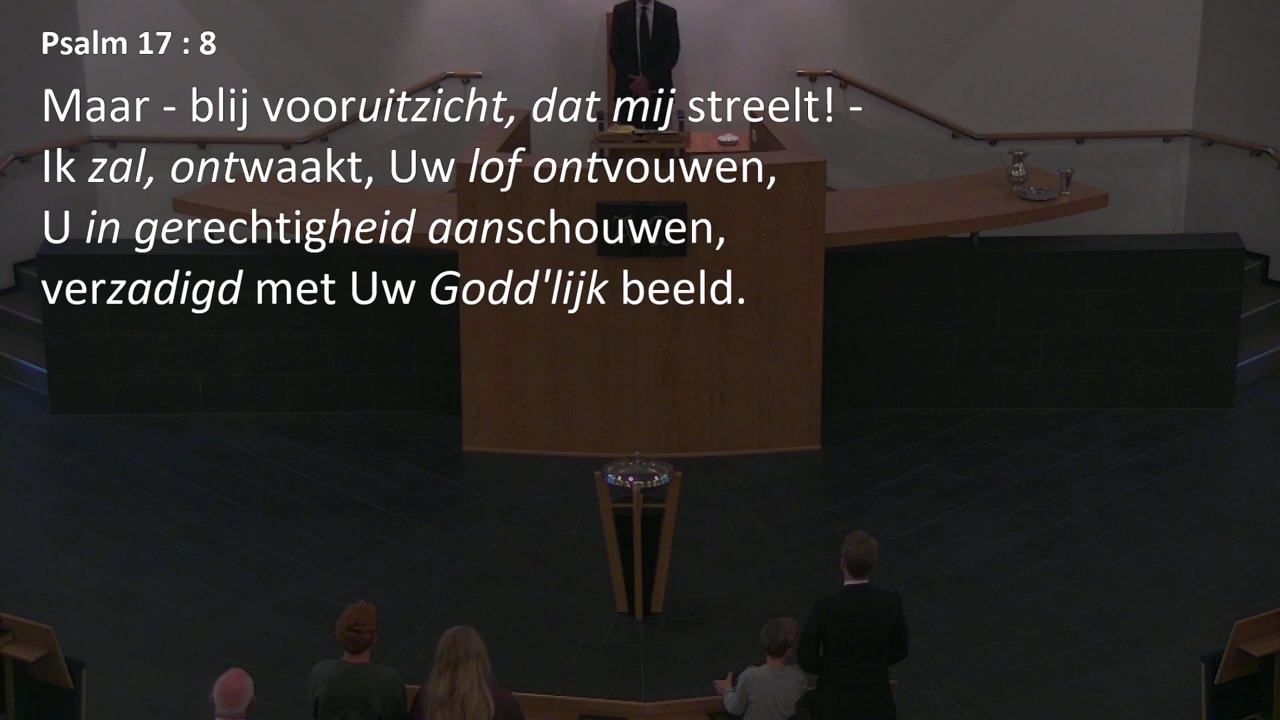 Psalm 17 : 8
Maar - blij vooruitzicht, dat mij streelt! -
Ik zal, ontwaakt, Uw lof ontvouwen,
U in gerechtigheid aanschouwen,
verzadigd met Uw Godd'lijk beeld.